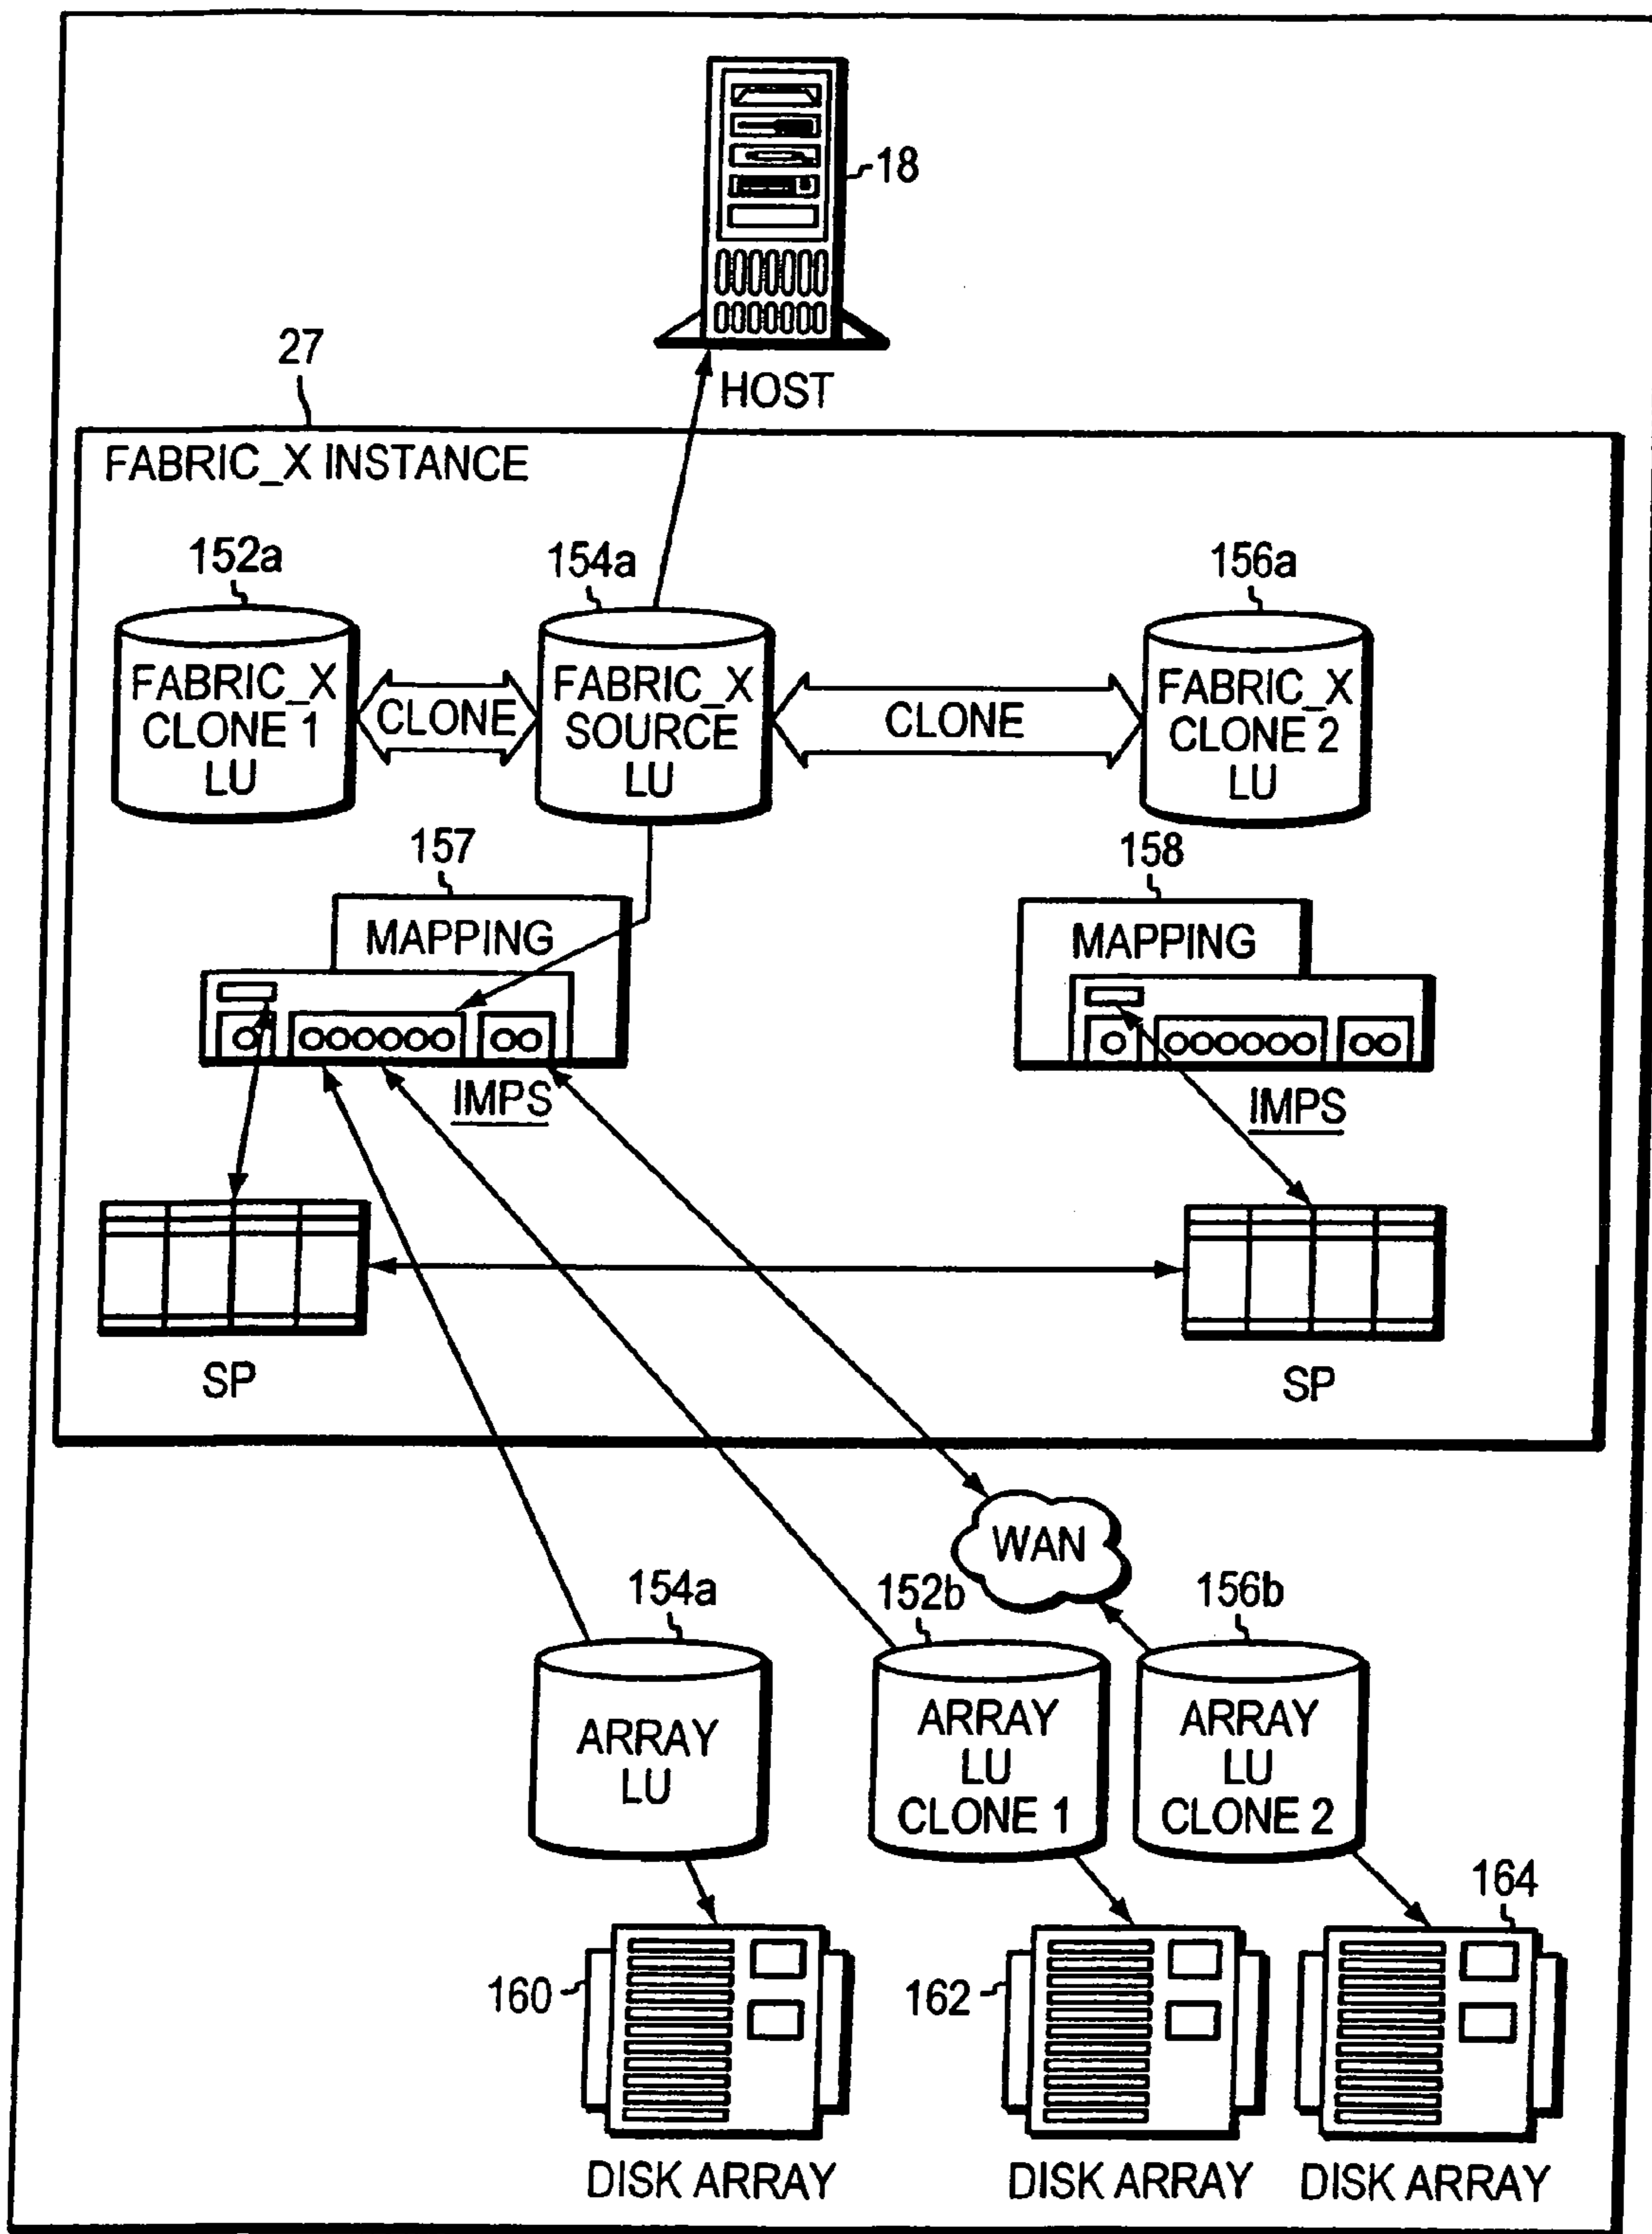 18
HOST
27
FABRIC_X INSTANCE
152a
154a
156a
FABRIC_X
CLONE 1
LU
CLONE
FABRIC_X
SOURCE
LU
CLONE
FABRIC_X
CLONE 2
LU
157
158
MAPPING
MAPPING
IMPS
IMPS
SP
SP
WAN
154a
152b
156b
ARRAY
LU
ARRAY
LU
CLONE 1
ARRAY
LU
CLONE 2
164
160
162
DISK ARRAY
DISK ARRAY
DISK ARRAY